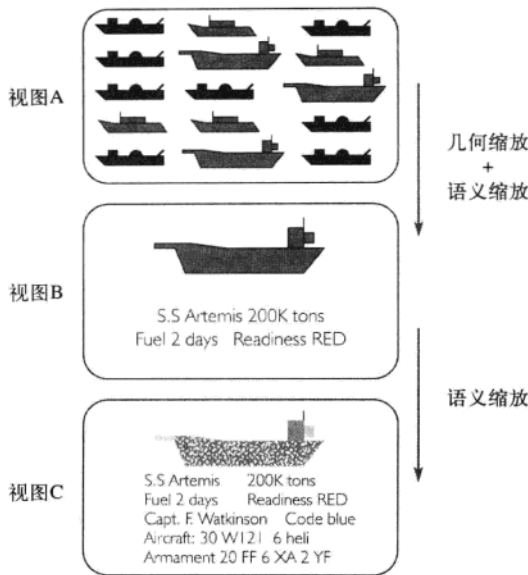 视图A
几何缩放
+
语义缩放
视图B
S.S Artemis 200K tons
Fuel 2 days Readiness RED
语义缩放
视图C
S.S Artemis 200K tons
Fuel 2 days Readiness RED
Capt. F. Watkinson Code blue
Aircraft: 30 W121 6 heli
Armament 20 FF 6 XA 2 YF